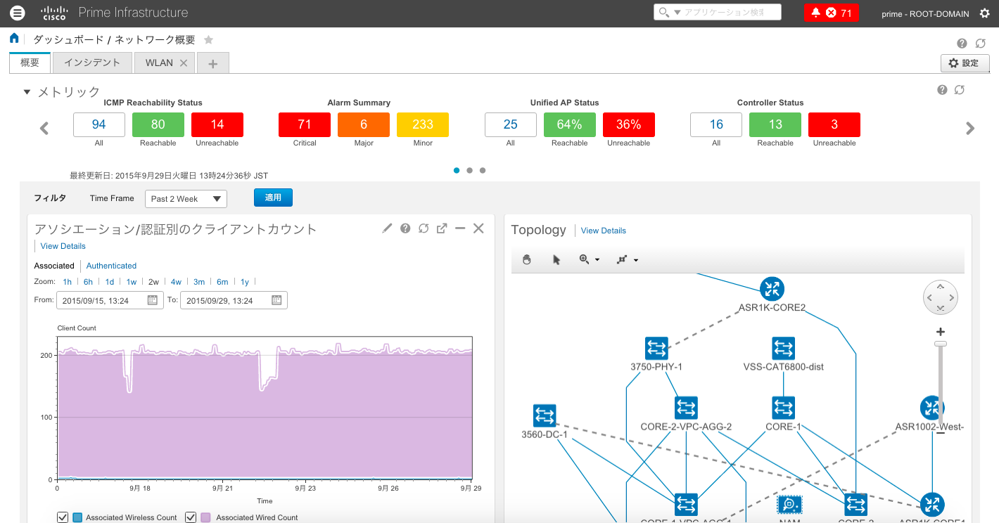 CISCO Prime Infrastructure
アプリケーション検索
71
prime - ROOT-DOMAIN
ダッシュボード / ネットワーク概要
概要
インシデント
WLAN
設定
メトリック
ICMP Reachability Status
Alarm Summary
Unified AP Status
Controller Status
94
80
14
71
6
233
25
64%
36%
16
13
3
All
Reachable
Unreachable
Critical
Major
Minor
All
Reachable
Unreachable
All
Reachable
Unreachable
最終更新日: 2015年9月29日火曜日 13時24分36秒 JST
フィルタ
Time Frame
Past 2 Week
適用
アソシエーション/認証別のクライアントカウント
View Details
Associated
Authenticated
Zoom: 1h 6h 1d 1w 2w 4w 3m 6m 1y
From: 2015/09/15, 13:24 To: 2015/09/29, 13:24
Client Count
200
100
0
0
9月 18
9月 21
9月 23
9月 26
9月 29
Time
Associated Wireless Count
Associated Wired Count
Topology
View Details
ASR1K-CORE2
3750-PHY-1
VSS-CAT6800-dist
CORE-2-VPC-AGG-2
CORE-1
ASR1002-West-
3560-DC-1
CORE-1-VPC-AGG-1
NAM
CORE-2
ASR1K-CORE1